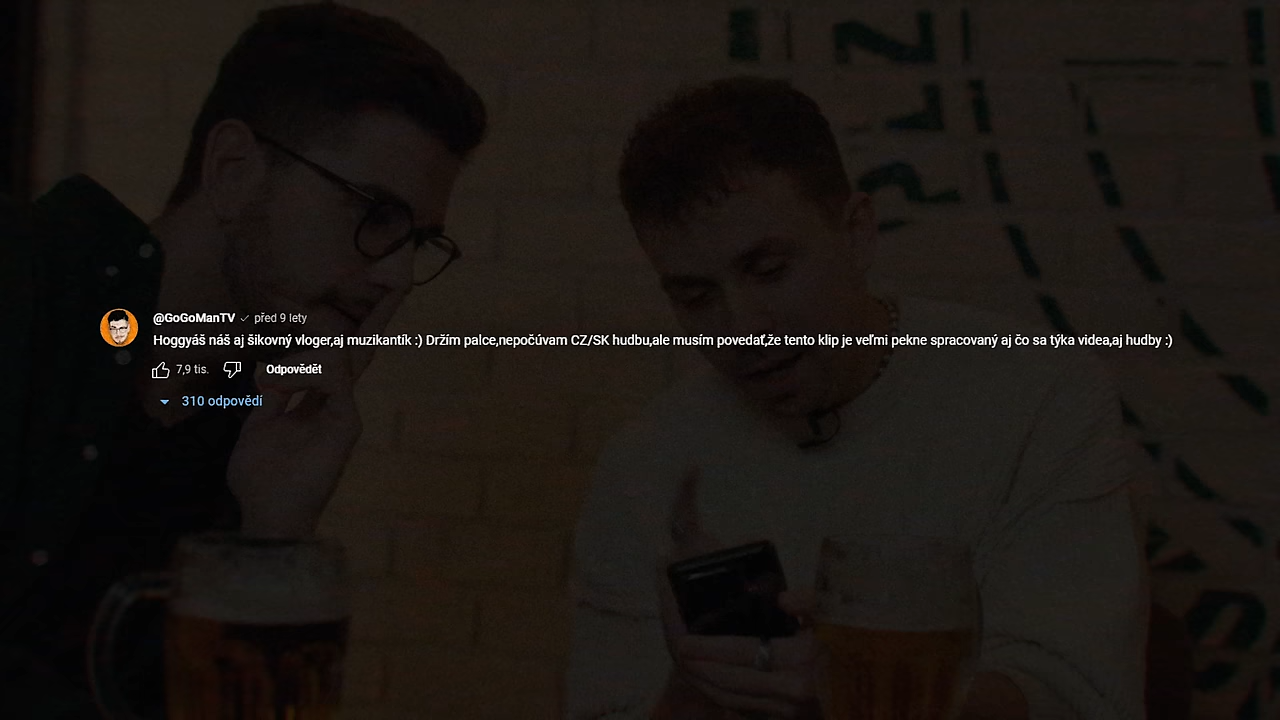 @GoGoManTV před 9 lety
Hoggyáš náš aj šikovný vloger,aj muzikantík :) Držím palce,nepočúvam CZ/SK hudbu,ale musím povedať,že tento klip je veľmi pekne spracovaný aj čo sa týka videa,aj hudby :)
7,9 tis. Odpovědět
310 odpovědí